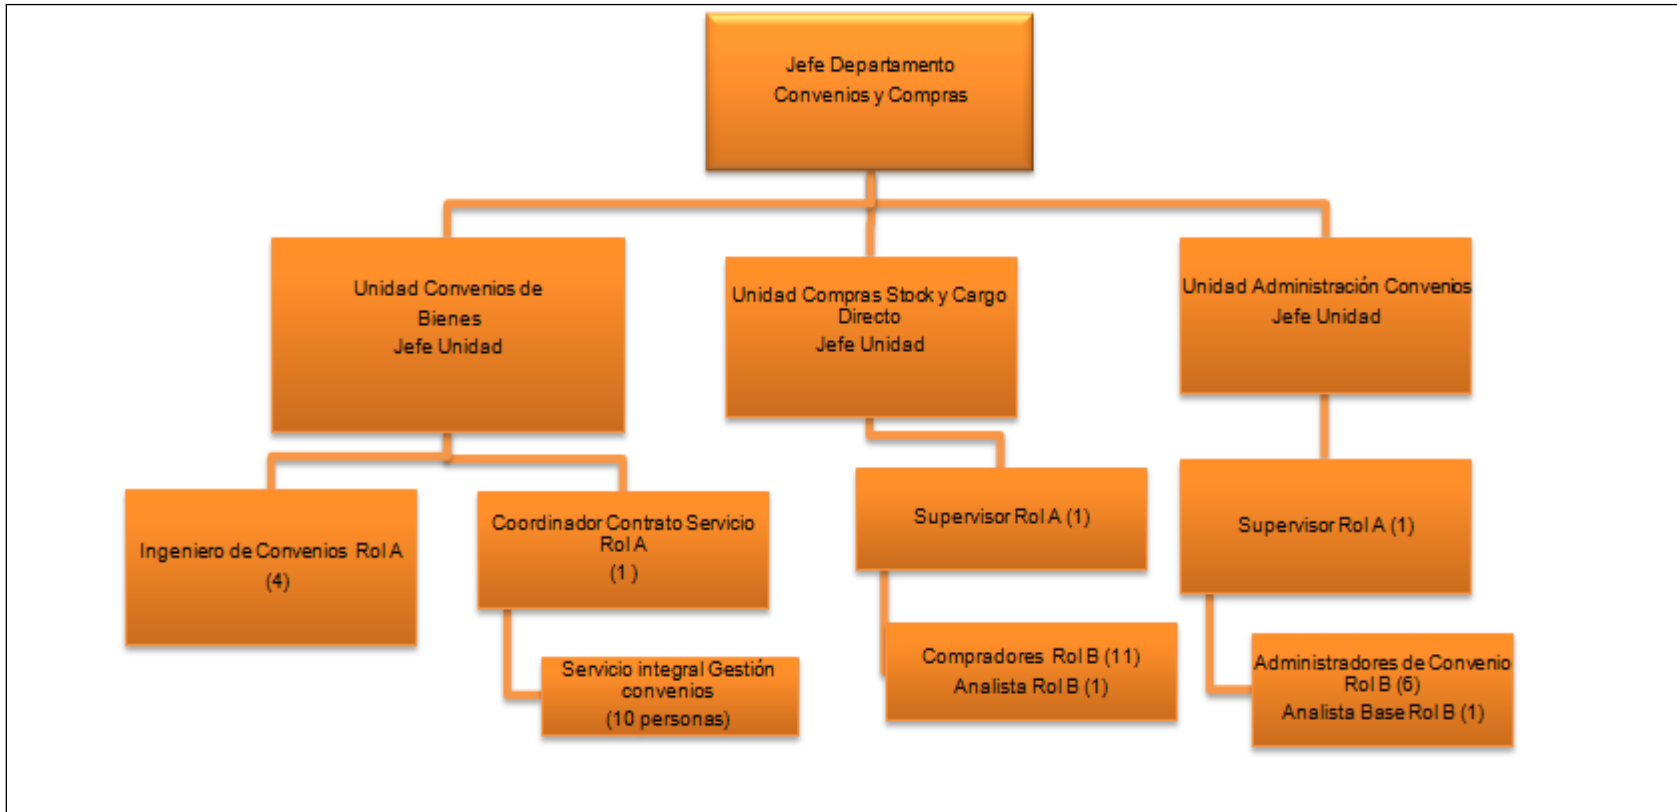 Jefe Departamento
Convenios y Compras
Unidad Convenios de
Bienes
Jefe Unidad
Unidad Compras Stock y Cargo
Directo
Jefe Unidad
Unidad Administración Convenios
Jefe Unidad
Ingeniero de Convenios Rol A
(4)
Coordinador Contrato Servicio
Rol A
(1 )
Supervisor Rol A (1)
Supervisor Rol A (1)
Servicio integral Gestión
convenios
(10 personas)
Compradores Rol B (11)
Analista Rol B (1)
Administradores de Convenio
Rol B (6)
Analista Base Rol B (1)